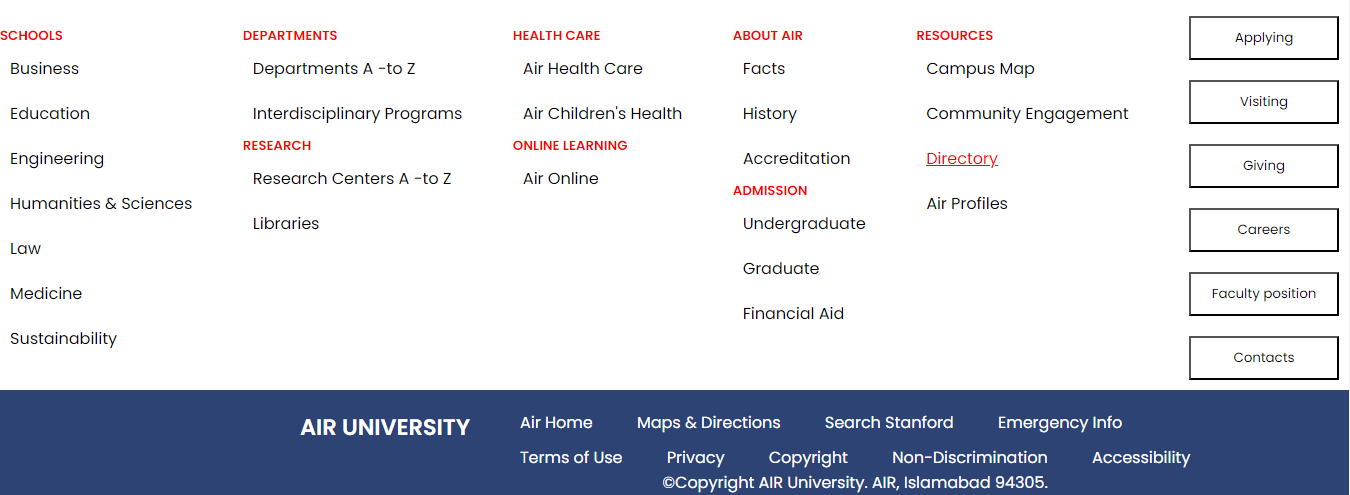 SCHOOLS
Business
Education
Engineering
Humanities & Sciences
Law
Medicine
Sustainability
DEPARTMENTS
Departments A -to Z
Interdisciplinary Programs
RESEARCH
Research Centers A -to Z
Libraries
HEALTH CARE
Air Health Care
Air Children's Health
ONLINE LEARNING
Air Online
ABOUT AIR
Facts
History
Accreditation
ADMISSION
Undergraduate
Graduate
Financial Aid
RESOURCES
Campus Map
Community Engagement
Directory
Air Profiles
Applying
Visiting
Giving
Careers
Faculty position
Contacts
AIR UNIVERSITY
Air Home Maps & Directions Search Stanford Emergency Info
Terms of Use Privacy Copyright Non-Discrimination Accessibility
©Copyright AIR University. AIR, Islamabad 94305.